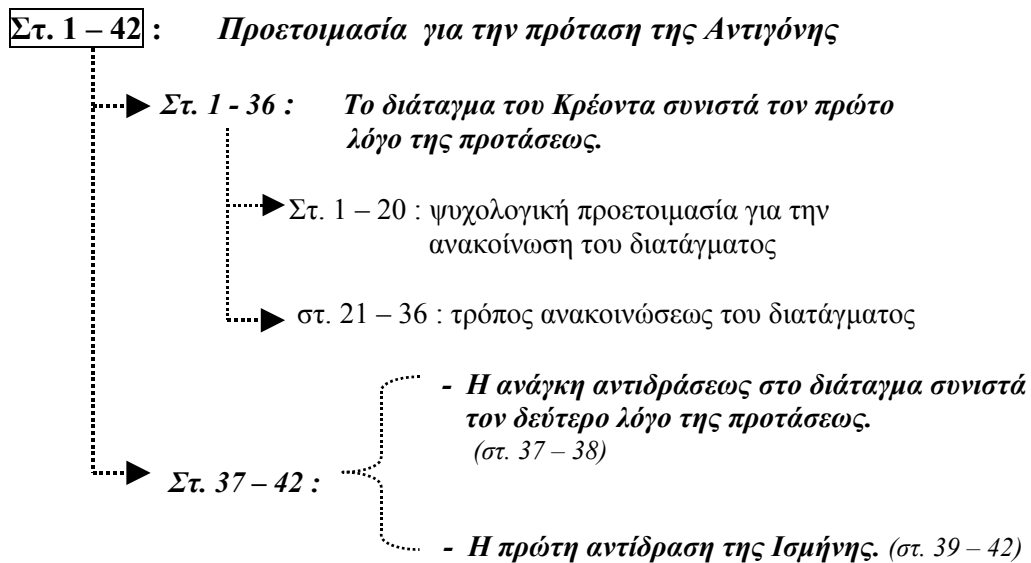 Στ. 1 – 42 : Προετοιμασία για την πρόταση της Αντιγόνης
Στ. 1 - 36 : Το διάταγμα του Κρέοντα συνιστά τον πρώτο
λόγο της προτάσεως.
Στ. 1 – 20 : ψυχολογική προετοιμασία για την
ανακοίνωση του διατάγματος
στ. 21 – 36 : τρόπος ανακοινώσεως του διατάγματος
- Η ανάγκη αντιδράσεως στο διάταγμα συνιστά
τον δεύτερο λόγο της προτάσεως.
(στ. 37 – 38)
Στ. 37 – 42 :
- Η πρώτη αντίδραση της Ισμήνης. (στ. 39 – 42)